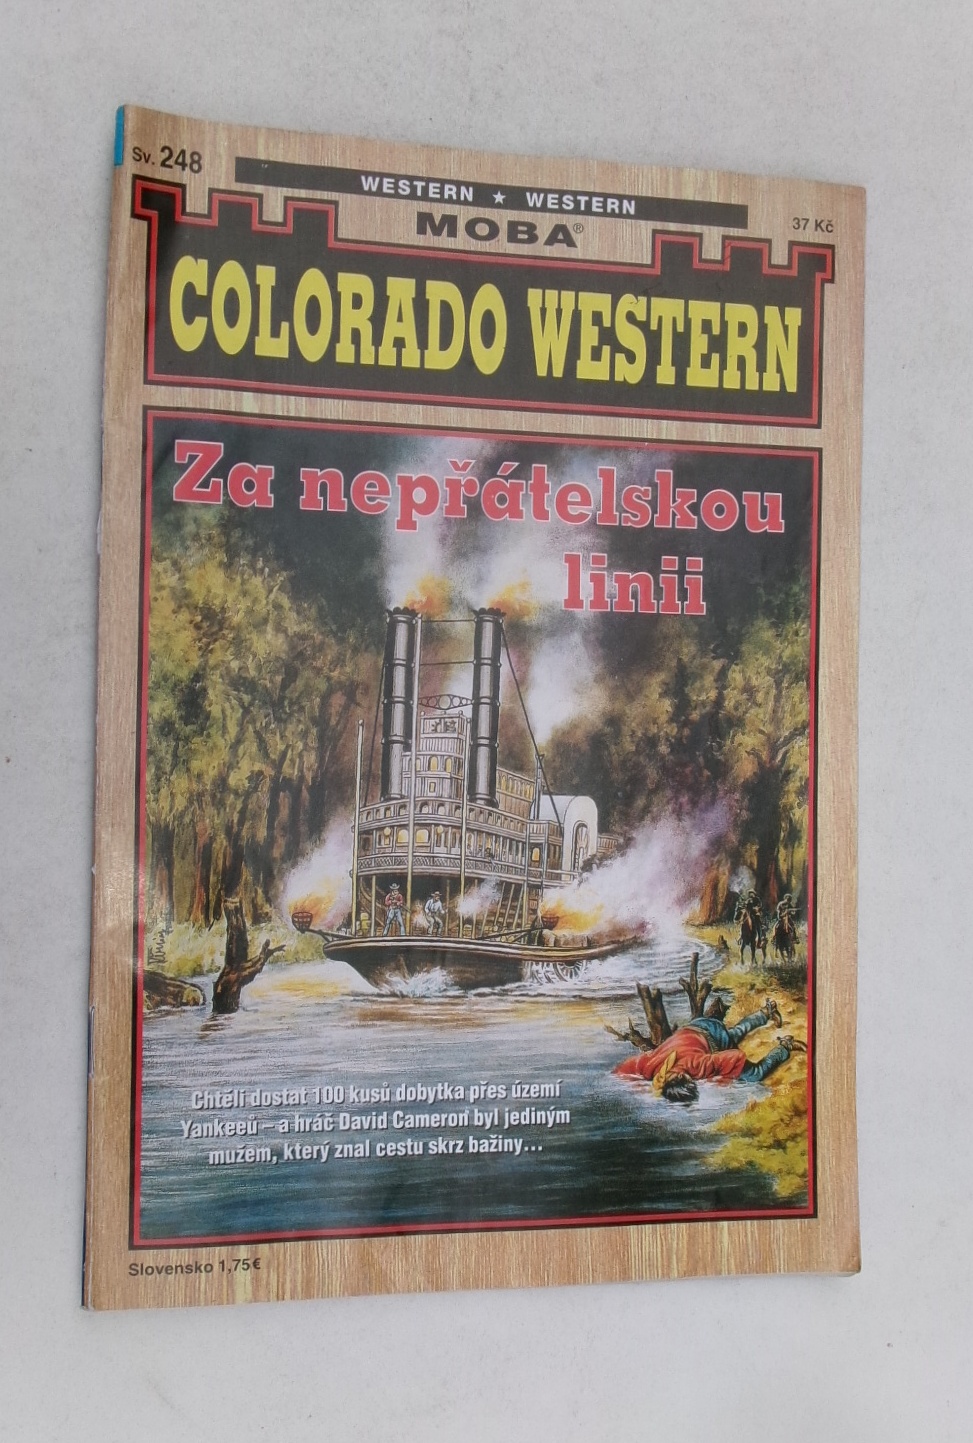 Sv. 248
WESTERN ★ WESTERN
MOBA®
37 Kč
COLORADO WESTERN
Za nepřátelskou
linii
Chtěli dostat 100 kusů dobytka přes území
Yankeeů – a hráč David Cameron byl jediným
mužem, který znal cestu skrz bažiny...
Slovensko 1,75€